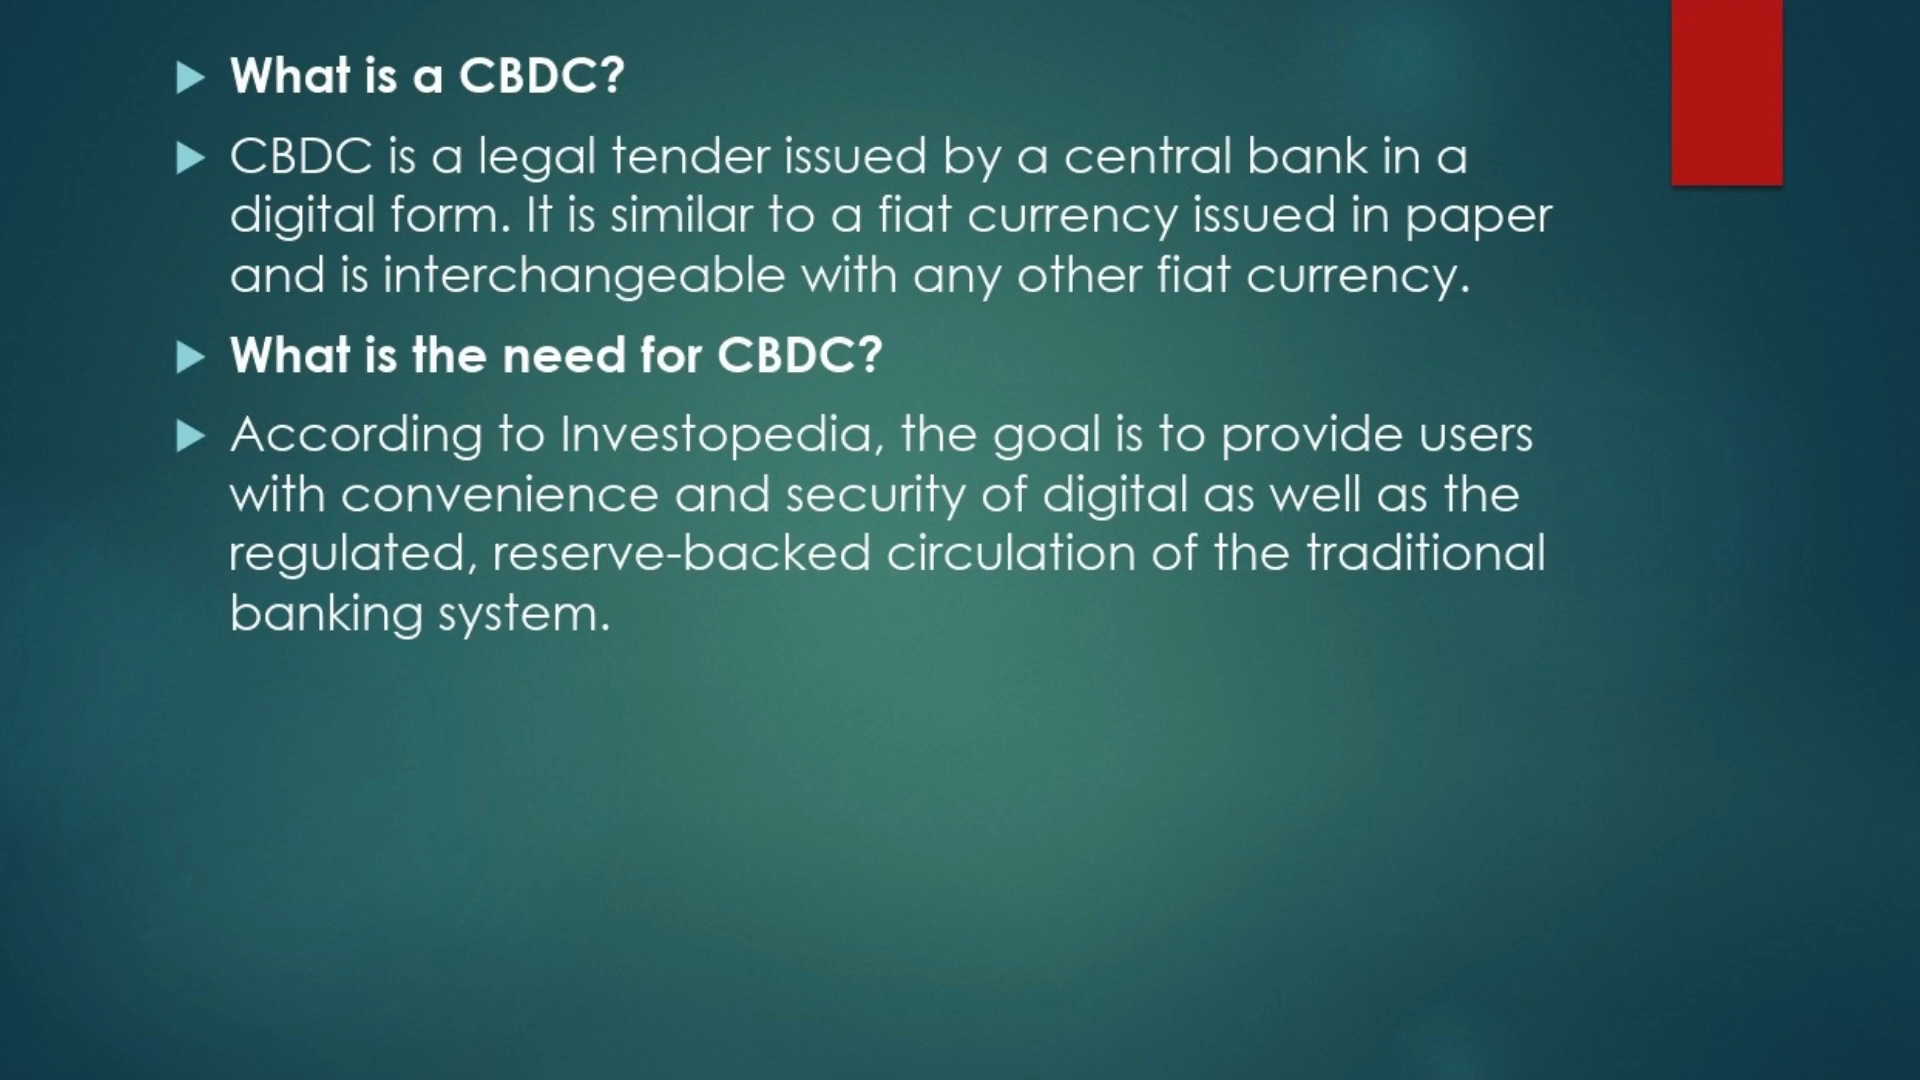 What is a CBDC?
CBDC is a legal tender issued by a central bank in a
digital form. It is similar to a fiat currency issued in paper
and is interchangeable with any other fiat currency.
What is the need for CBDC?
According to Investopedia, the goal is to provide users
with convenience and security of digital as well as the
regulated, reserve-backed circulation of the traditional
banking system.